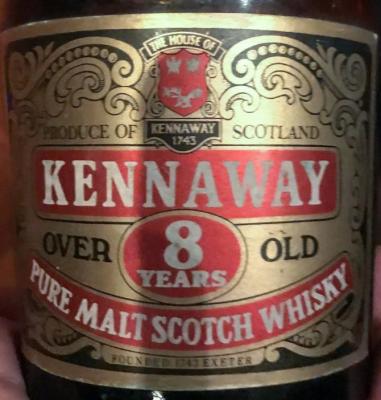 THE HOUSE OF
KENNAWAY
1743
PRODUCE OF SCOTLAND
KENNAWAY
OVER 8 YEARS OLD
PURE MALT SCOTCH WHISKY
FOUNDED 1743 EXETER